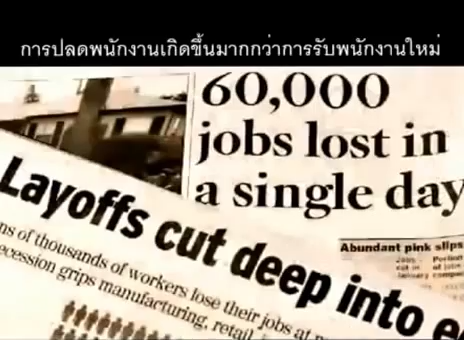 การปลดพนักงานเกิดขึ้นมากกว่าการรับพนักงานใหม่
60,000
jobs lost in
a single day
Layoffs cut deep into
ns of thousands of workers lose their jobs at
ecession grips manufacturing, retail
Abundant pink slips